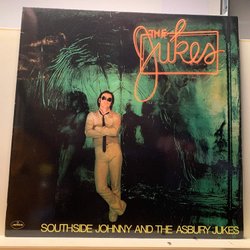 THE
Jukes
SOUTHSIDE JOHNNY AND THE ASBURY JUKES